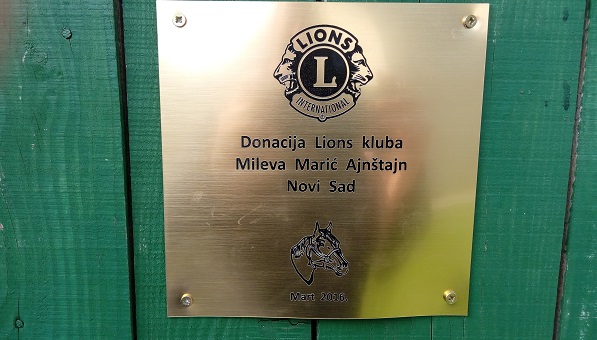 LIONS
L
INTERNATIONAL
Donacija Lions kluba
Mileva Marić Ajnštajn
Novi Sad
Mart 2016.